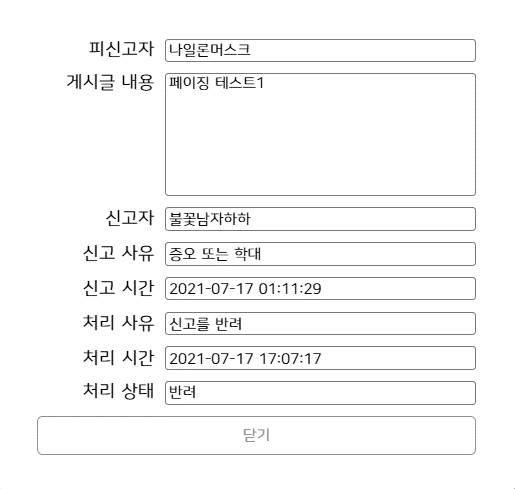 피신고자 나일론머스크
게시글 내용 페이징 테스트1
신고자 불꽃남자하하
신고 사유 증오 또는 학대
신고 시간 2021-07-17 01:11:29
처리 사유 신고를 반려
처리 시간 2021-07-17 17:07:17
처리 상태 반려
닫기